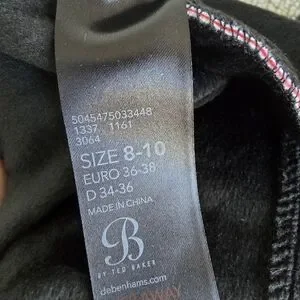 5045475033448
1337 1161
3064
SIZE 8-10
EURO 36-38
D 34-36
MADE IN CHINA
B
BY TED BAKER
debenhams.com